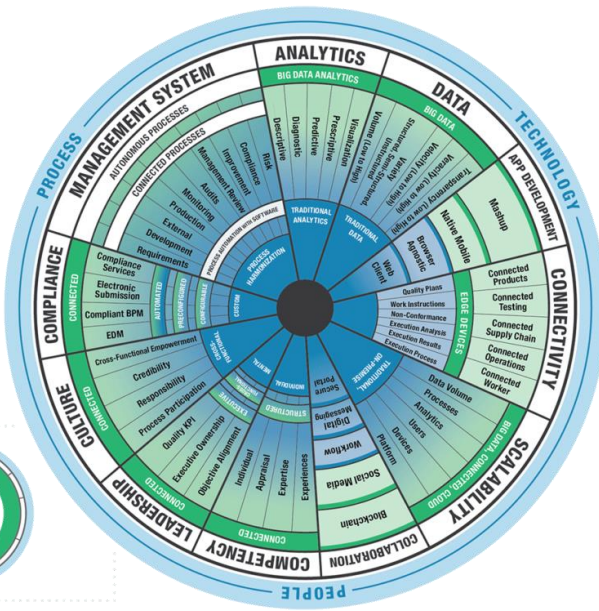 PROCESS
TECHNOLOGY
PEOPLE
MANAGEMENT SYSTEM
AUTONOMOUS PROCESSES
CONNECTED PROCESSES
Requirements
Development
External
Production
Monitoring
Audits
Management Review
Improvement
Compliance
Risk
PROCESS AUTOMATION WITH SOFTWARE
PROCESS HARMONIZATION
ANALYTICS
BIG DATA ANALYTICS
Descriptive
Diagnostic
Predictive
Prescriptive
Visualization
TRADITIONAL ANALYTICS
DATA
BIG DATA
Volume (Low to High)
Variety
Structured, Semi-Structured,
Unstructured
Velocity (Low to High)
Veracity (Low to High)
Transparency (Low to High)
TRADITIONAL DATA
APP DEVELOPMENT
Mashup
Native Mobile
Browser Agnostic
Web Client
CONNECTIVITY
Connected Products
Connected Testing
Connected Supply Chain
Connected Operations
Connected Worker
EDGE DEVICES
Quality Plans
Work Instructions
Non-Conformance
Execution Analysis
Execution Results
Execution Process
SCALABILITY
BIG DATA, CONNECTED, CLOUD
Data Volume
Processes
Analytics
Users
Devices
Platform
TRADITIONAL ON-PREMISE
COLLABORATION
Blockchain
Social Media
Workflow
Digital Messaging
Secure Portal
COMPETENCY
CONNECTED
Experiences
Expertise
Appraisal
Individual
STRUCTURED
INDIVIDUAL
LEADERSHIP
CONNECTED
Objective Alignment
Executive Ownership
Quality KPI
EXECUTIVE
MENTAL
CULTURE
CONNECTED
Process Participation
Responsibility
Credibility
Cross-Functional Empowerment
CROSS-FUNCTIONAL
COMPLIANCE
CONNECTED
EDM
Compliant BPM
Electronic Submission
Compliance Services
AUTOMATED
PRECONFIGURED
CONFIGURABLE
CUSTOM